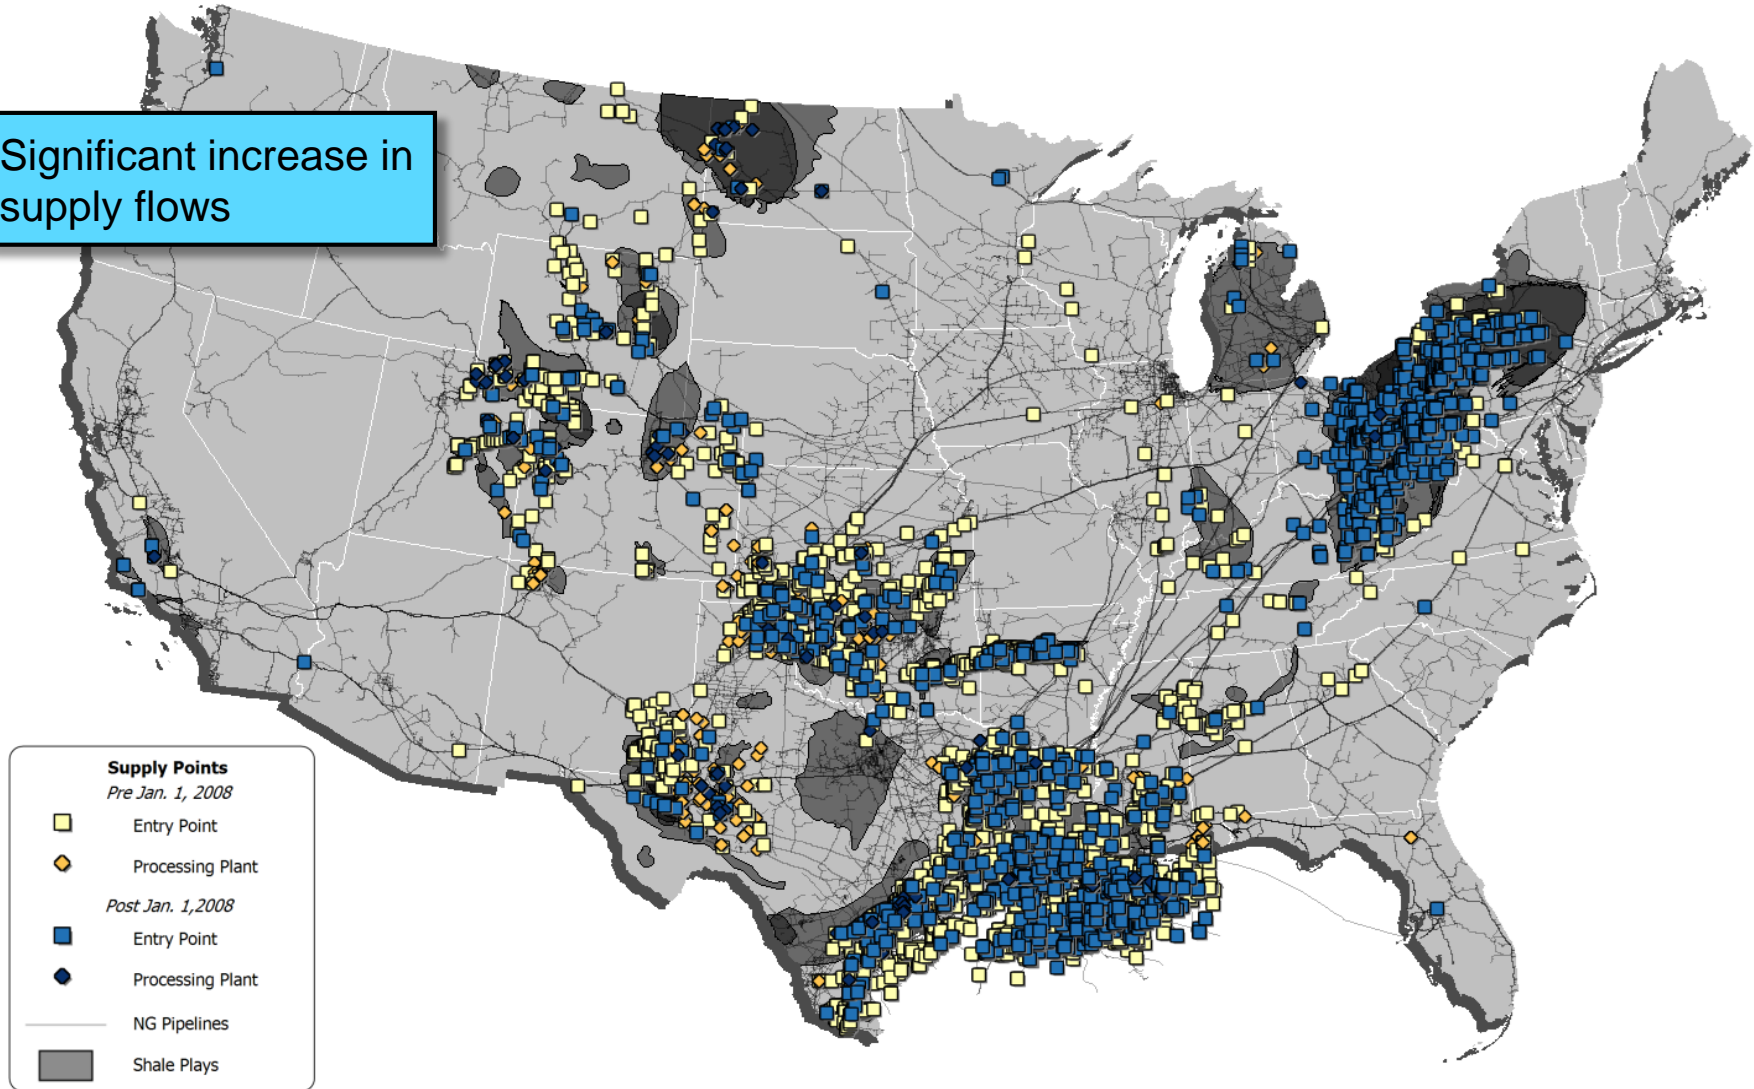 Significant increase in
supply flows
Supply Points
Pre Jan. 1, 2008
Entry Point
Processing Plant
Post Jan. 1,2008
Entry Point
Processing Plant
NG Pipelines
Shale Plays